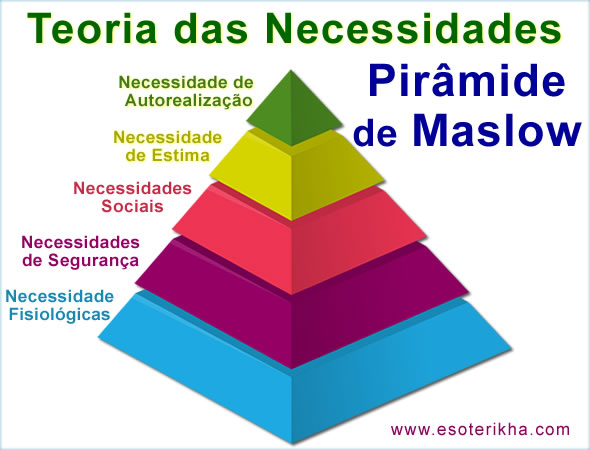 Teoria das Necessidades
Pirâmide
de Maslow
Necessidade de
Autorealização
Necessidade
de Estima
Necessidades
Sociais
Necessidades
de Segurança
Necessidade
Fisiológicas
www.esoterikha.com